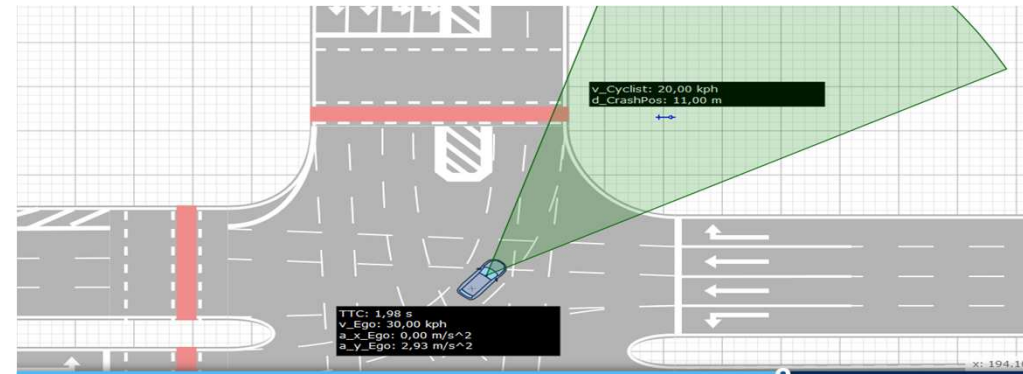 v_Cyclist: 20,00 kph
d_CrashPos: 11,00 m
TTC: 1,98 s
v_Ego: 30,00 kph
a_x_Ego: 0,00 m/s^2
a_y_Ego: 2,93 m/s^2
x: 194,1